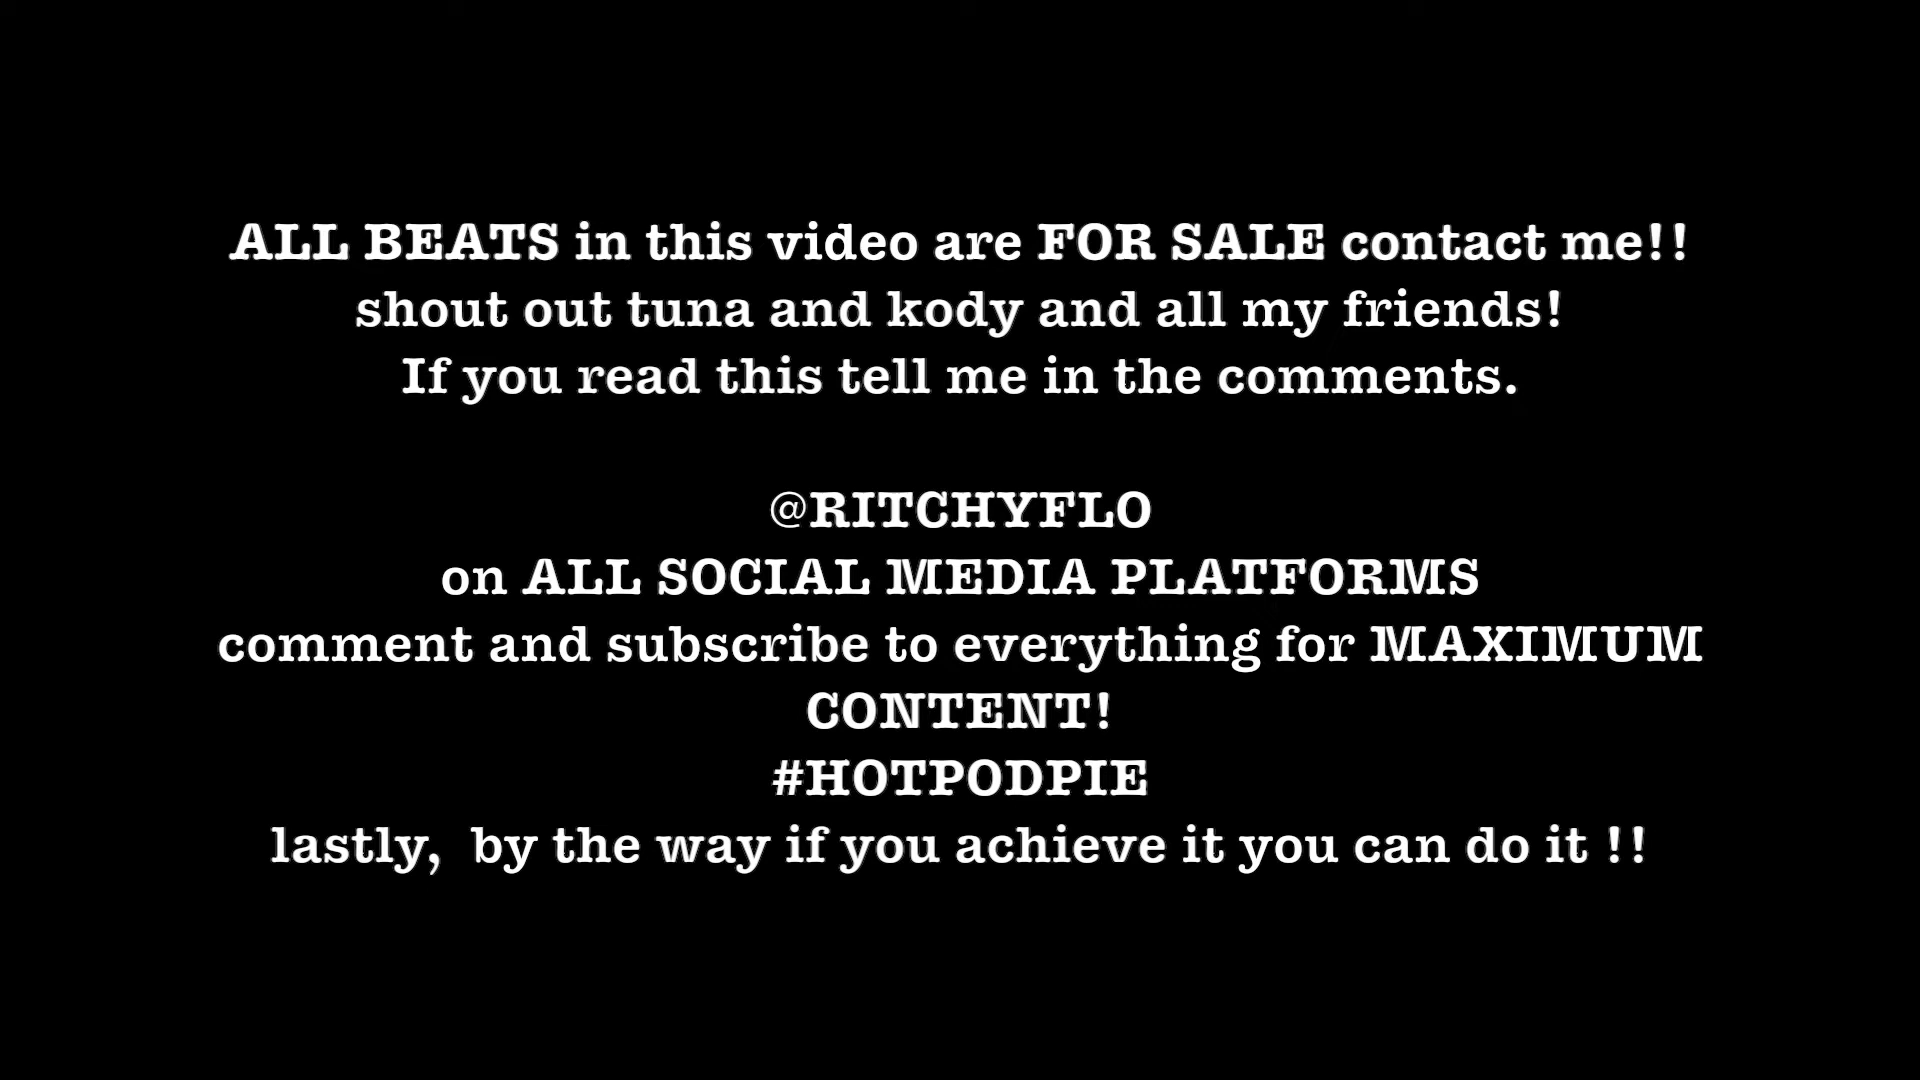 ALL BEATS in this video are FOR SALE contact me!!
shout out tuna and kody and all my friends!
If you read this tell me in the comments.
@RITCHYFLO
on ALL SOCIAL MEDIA PLATFORMS
comment and subscribe to everything for MAXIMUM
CONTENT!
#HOTPODPIE
lastly,  by the way if you achieve it you can do it !!